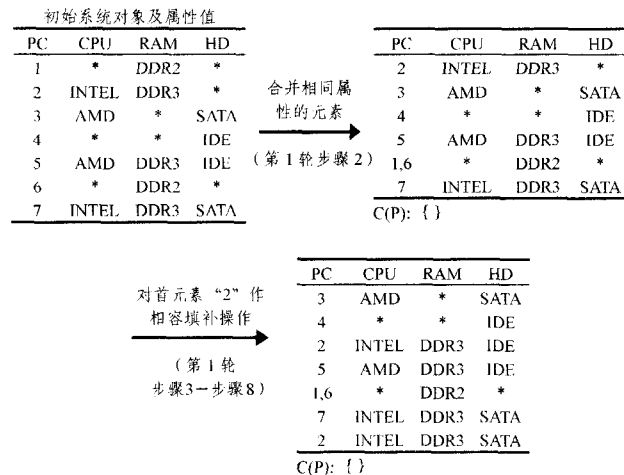 初始系统对象及属性值
PC CPU RAM HD
1 * DDR2 *
2 INTEL DDR3 *
3 AMD * SATA
4 * * IDE
5 AMD DDR3 IDE
6 * DDR2 *
7 INTEL DDR3 SATA
合并相同属
性的元素
(第1轮步骤2)
PC CPU RAM HD
2 INTEL DDR3 *
3 AMD * SATA
4 * * IDE
5 AMD DDR3 IDE
1,6 * DDR2 *
7 INTEL DDR3 SATA
C(P): { }
对首元素“2”作
相容填补操作
(第1轮
步骤3—步骤8)
PC CPU RAM HD
3 AMD * SATA
4 * * IDE
2 INTEL DDR3 IDE
5 AMD DDR3 IDE
1,6 * DDR2 *
7 INTEL DDR3 SATA
2 INTEL DDR3 SATA
C(P): { }